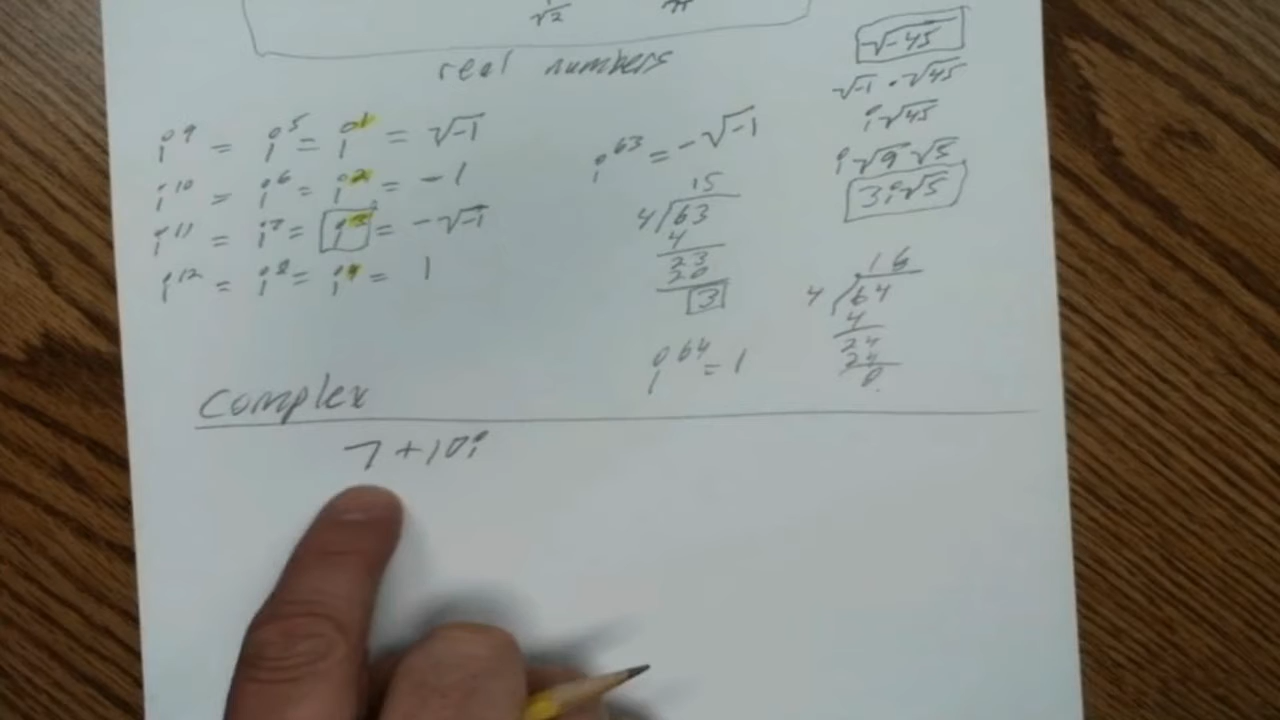 √2 π
real numbers
i⁹ = i⁵ = i¹ = √-1
i¹⁰ = i⁶ = i² = -1
i¹¹ = i⁷ = i³ = -√-1
i¹² = i⁸ = i⁴ = 1
i⁶³ = -√-1
15
4 63
4
23
20
3
i⁶⁴ = 1
√-45
√-1 · √45
i√45
i√9 √5
3i√5
16
4 64
4
24
24
0
Complex
7 + 10i